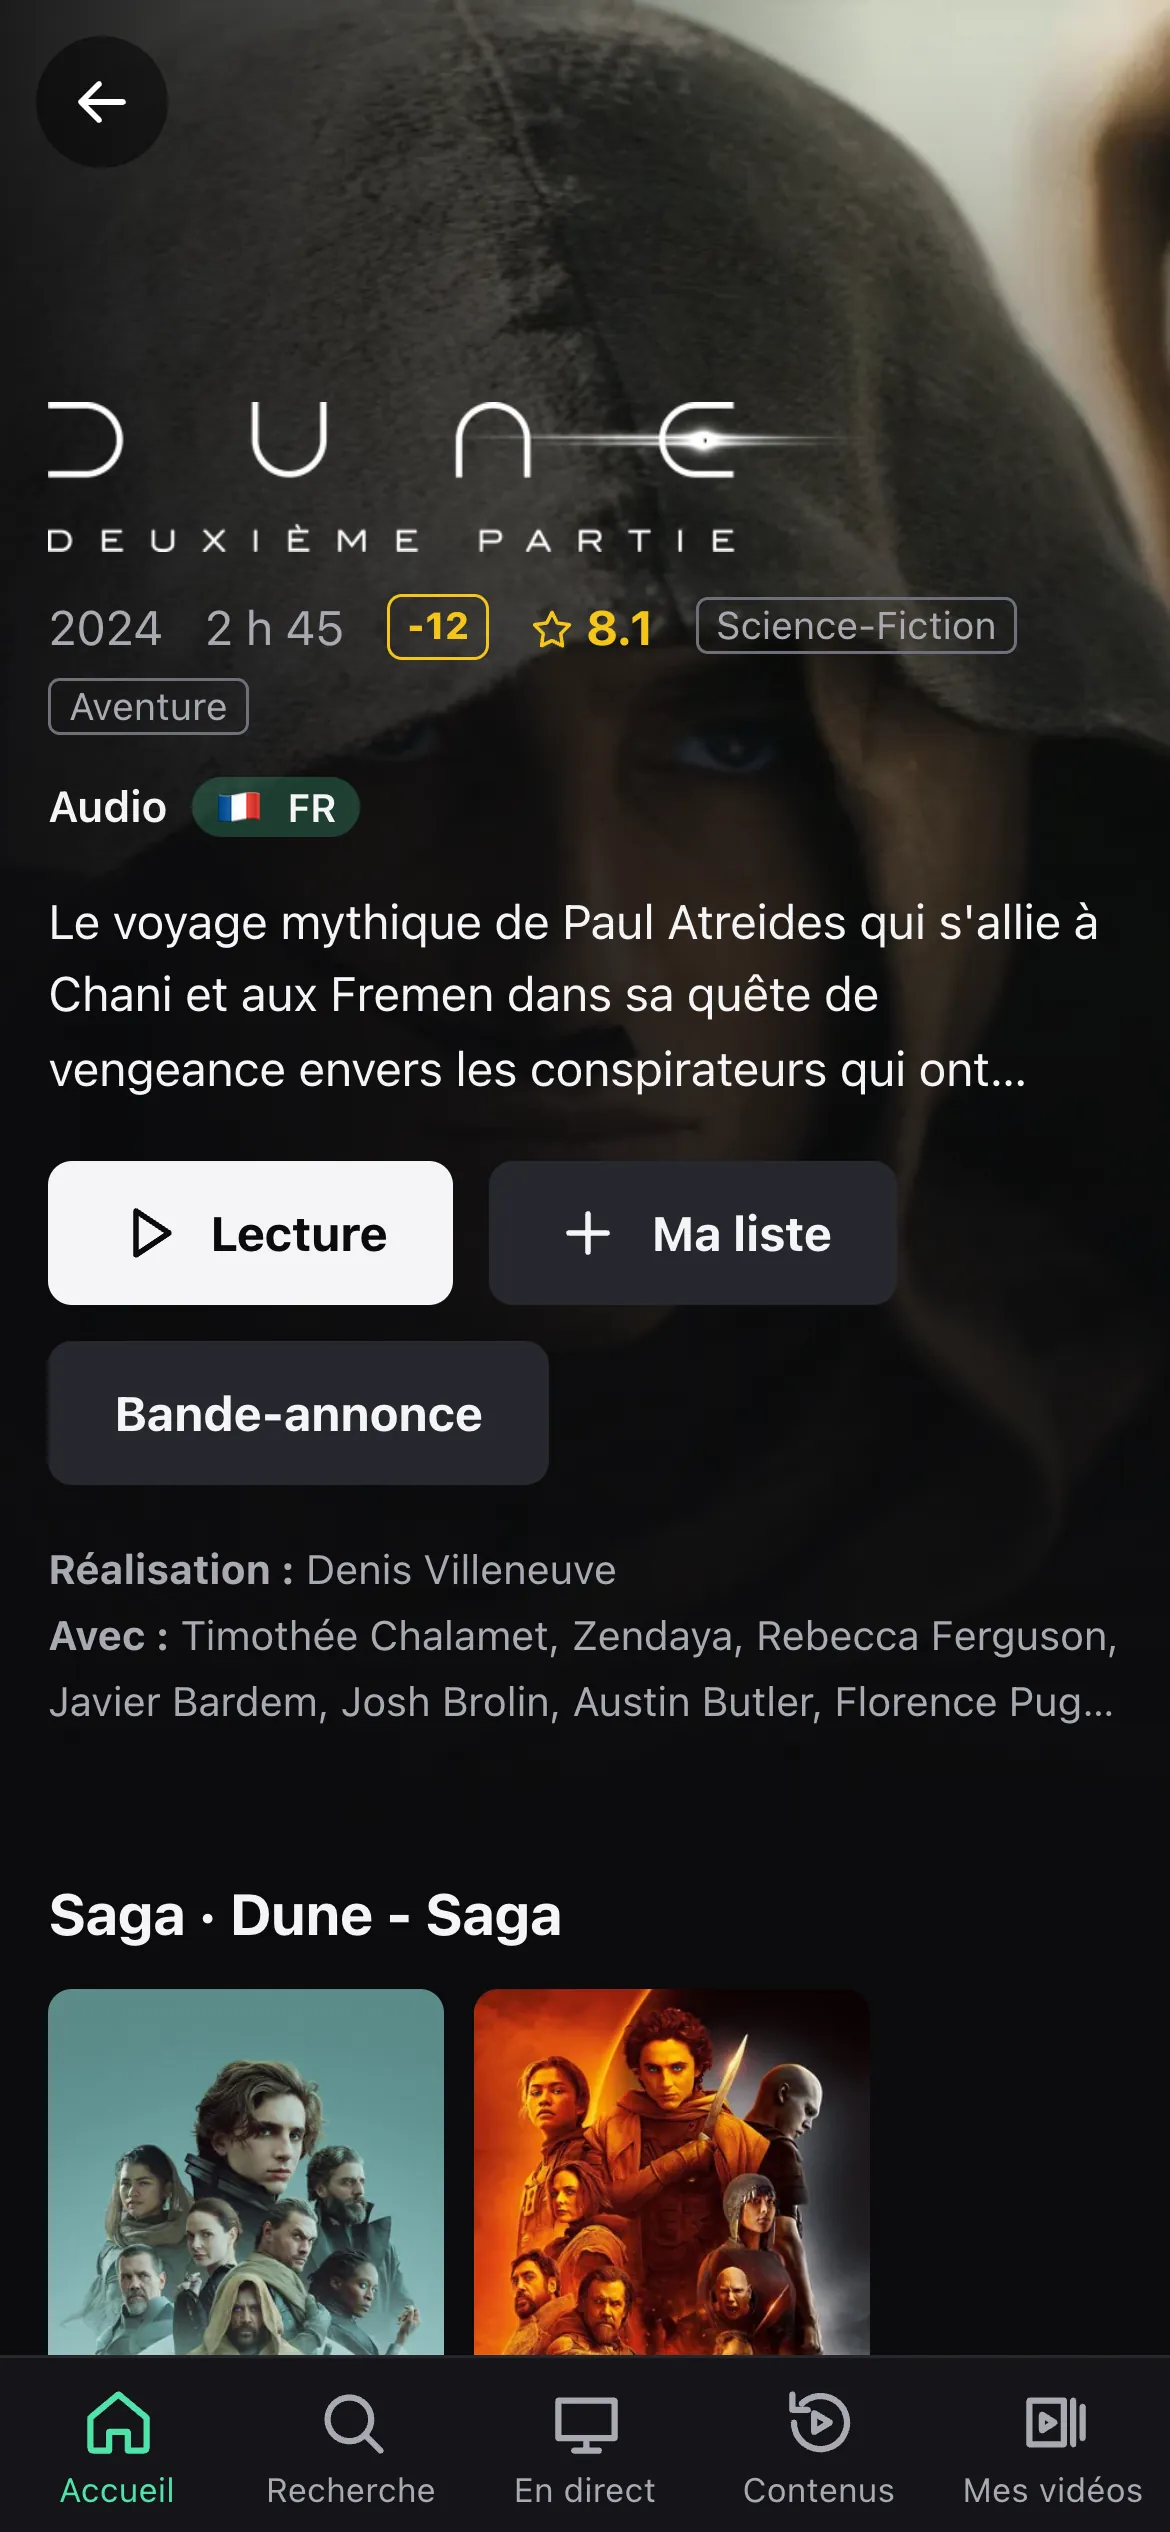 DUNE
DEUXIÈME PARTIE
2024 2 h 45 -12 8.1 Science-Fiction
Aventure
Audio FR
Le voyage mythique de Paul Atreides qui s'allie à
Chani et aux Fremen dans sa quête de
vengeance envers les conspirateurs qui ont...
Lecture Ma liste
Bande-annonce
Réalisation : Denis Villeneuve
Avec : Timothée Chalamet, Zendaya, Rebecca Ferguson,
Javier Bardem, Josh Brolin, Austin Butler, Florence Pug...
Saga · Dune - Saga
Accueil Recherche En direct Contenus Mes vidéos